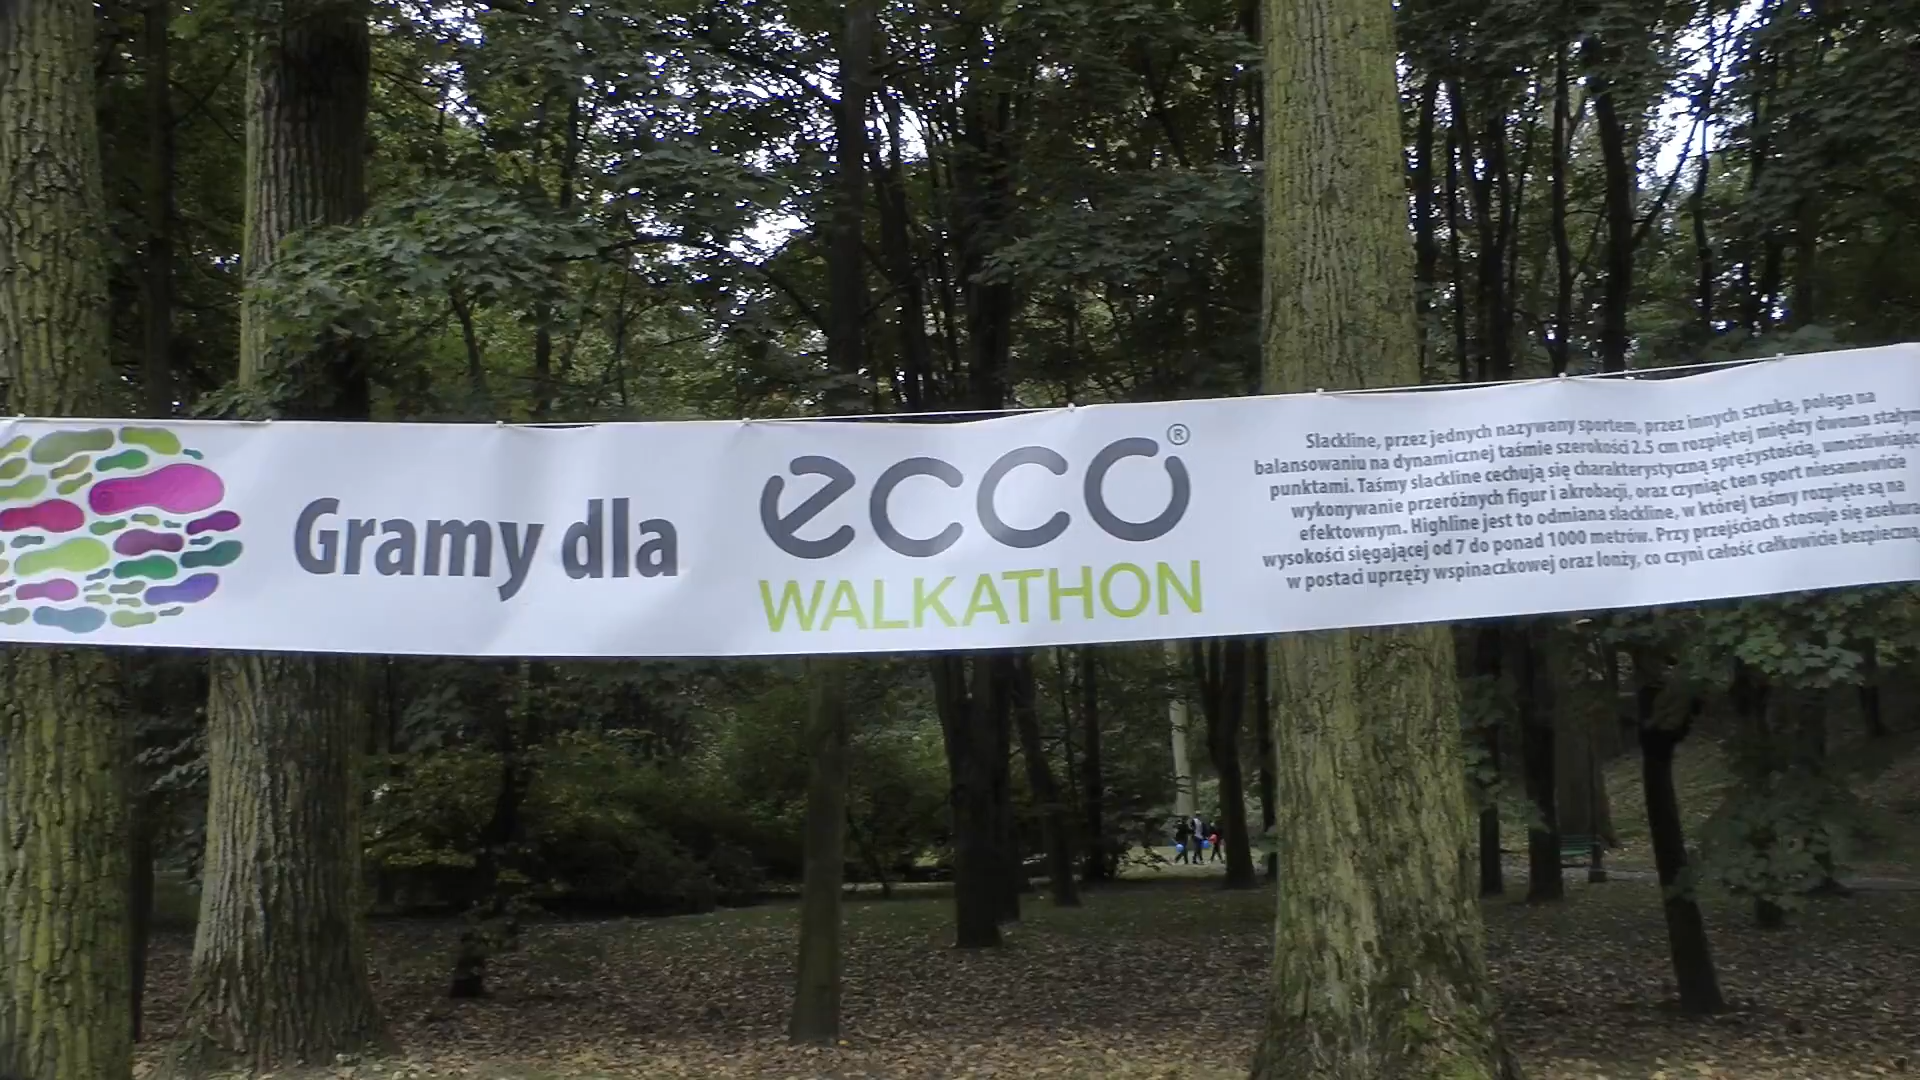 Gramy dla
ecco®
WALKATHON
Slackline, przez jednych nazywany sportem, przez innych sztuką, polega na
balansowaniu na dynamicznej taśmie szerokości 2.5 cm rozpiętej między dwoma stałym
punktami. Taśmy slackline cechują się charakterystyczną sprężystością, umożliwiając
wykonywanie przeróżnych figur i akrobacji, oraz czyniąc ten sport niesamowicie
efektownym. Highline jest to odmiana slackline, w której taśmy rozpięte są na
wysokości sięgającej od 7 do ponad 1000 metrów. Przy przejściach stosuje się asekura
w postaci uprzęży wspinaczkowej oraz lonży, co czyni całość całkowicie bezpieczną